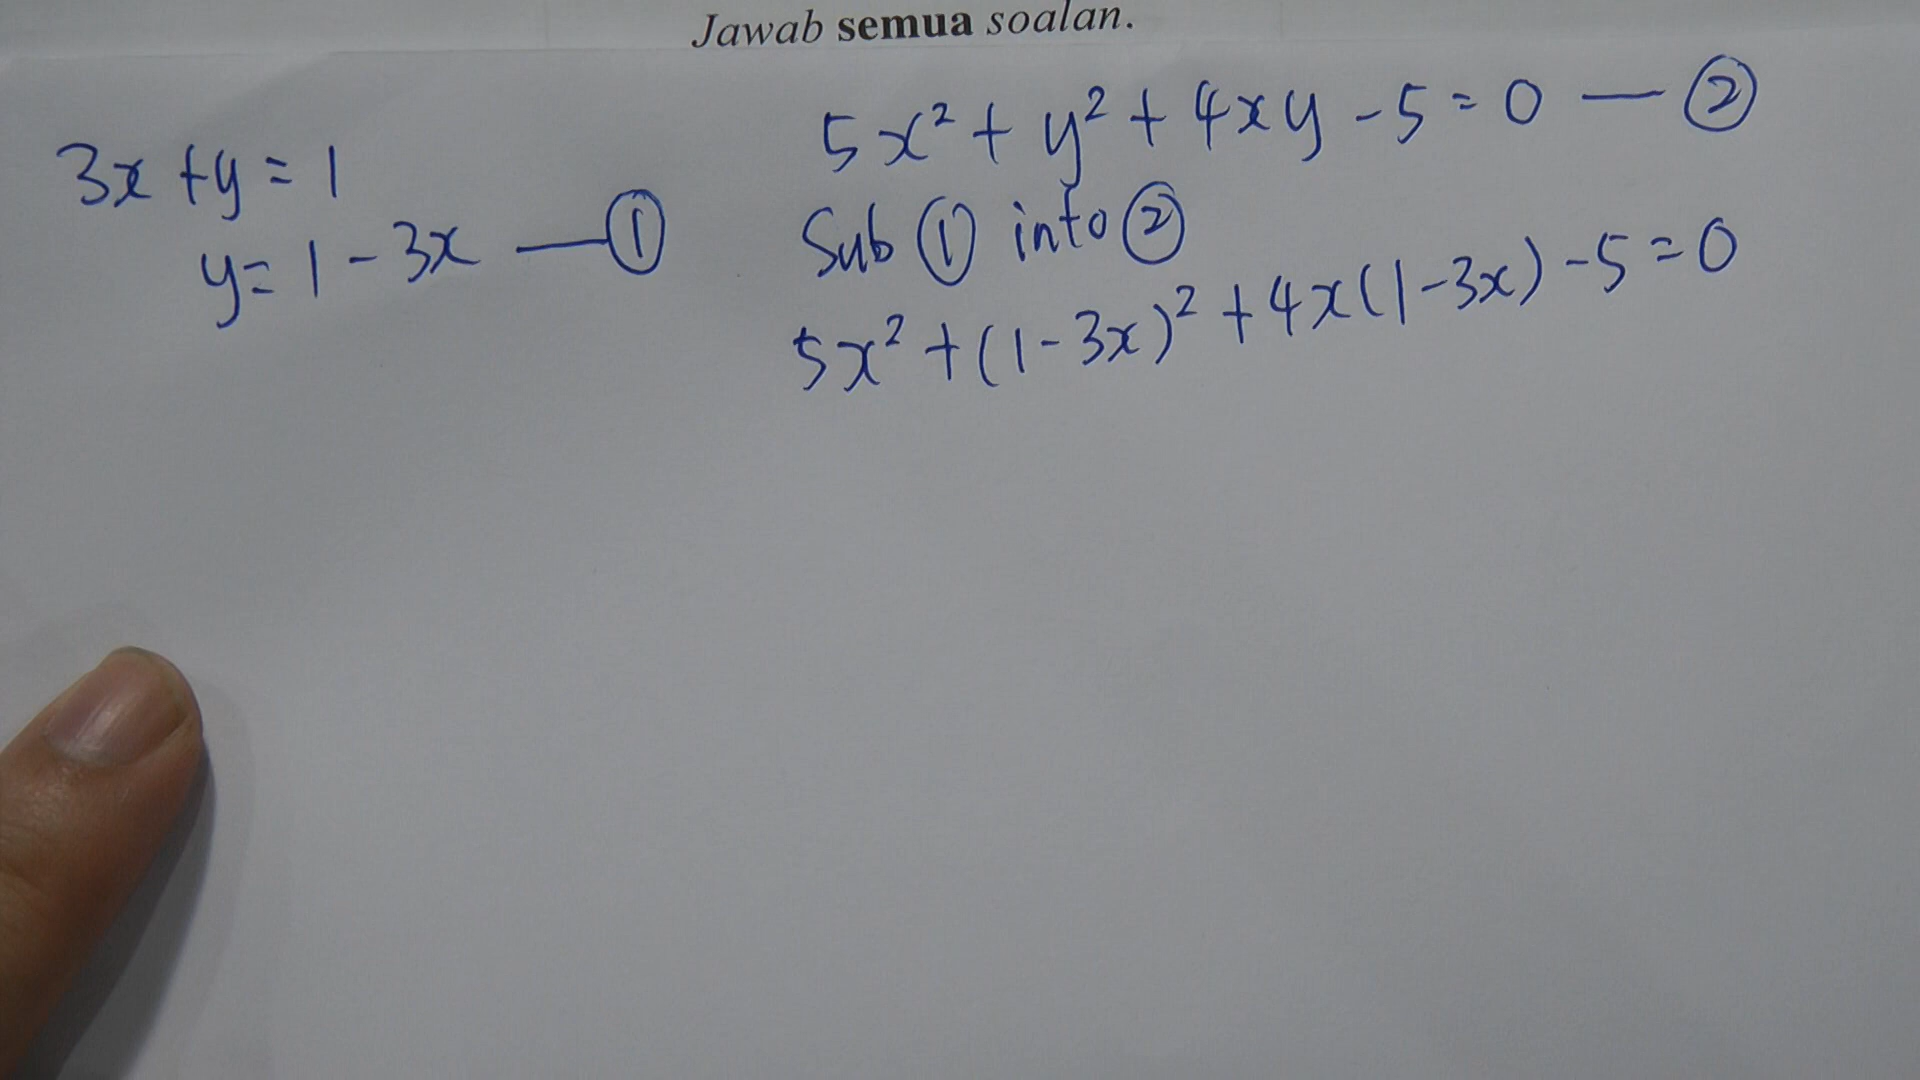 Jawab semua soalan.
3x + y = 1
y = 1 - 3x — ①
5x² + y² + 4xy - 5 = 0 — ②
Sub ① into ②
5x² + (1 - 3x)² + 4x(1 - 3x) - 5 = 0